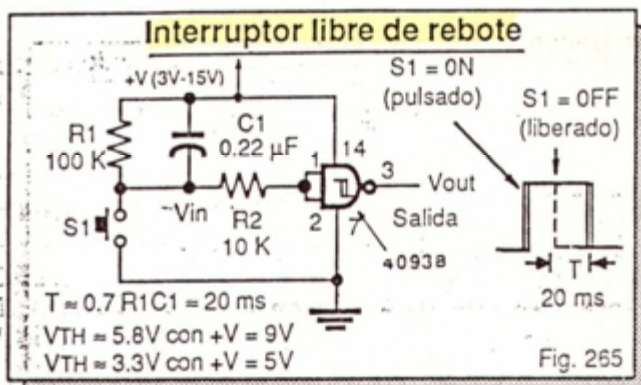 Interruptor libre de rebote
+V (3V-15V)
S1 = 0N
(pulsado)
S1 = 0FF
(liberado)
R1
100 K
C1
0.22 µF
14
1
3
Vout
Vin
R2
10 K
2
7
Salida
S1
4093B
T
20 ms
T ≈ 0.7 R1C1 ≈ 20 ms
VTH ≈ 5.8V con +V = 9V
VTH ≈ 3.3V con +V = 5V
Fig. 265